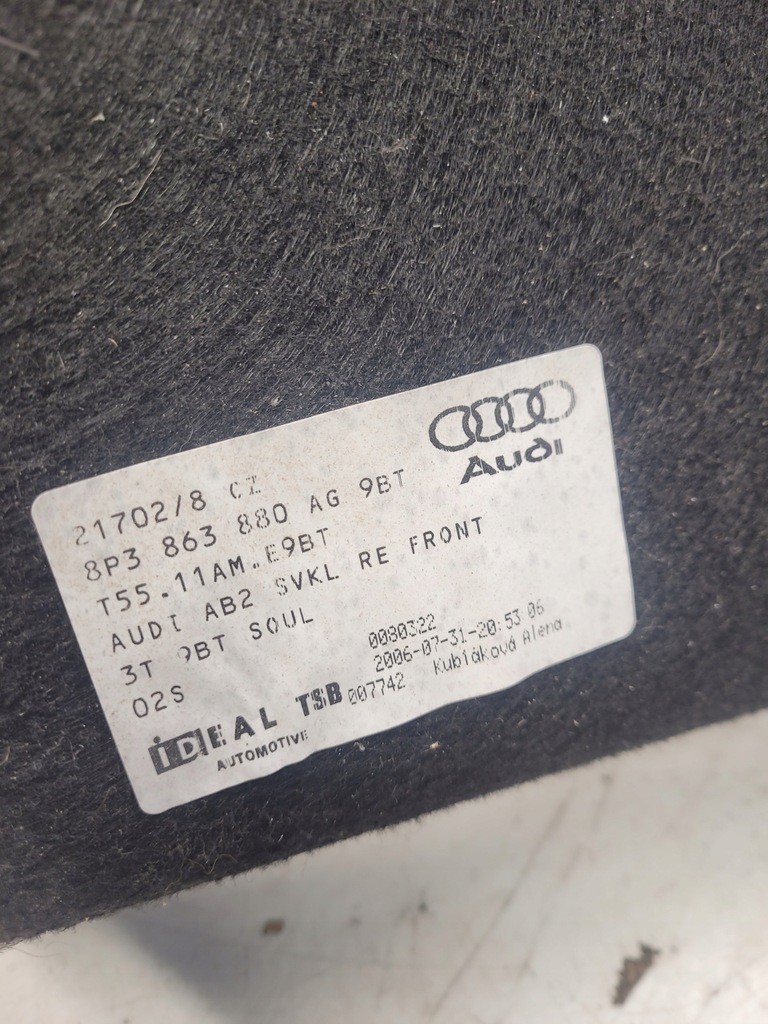 Audi
21702/8 CZ
8P3 863 880 AG 9BT
T55.11AM.E9BT
AUDI AB2 SVKL RE FRONT
3T 9BT SOUL
02S
0080322
2006-07-31-20:53 06
007742 Kubíáková Alena
IDEAL TSB
AUTOMOTIVE